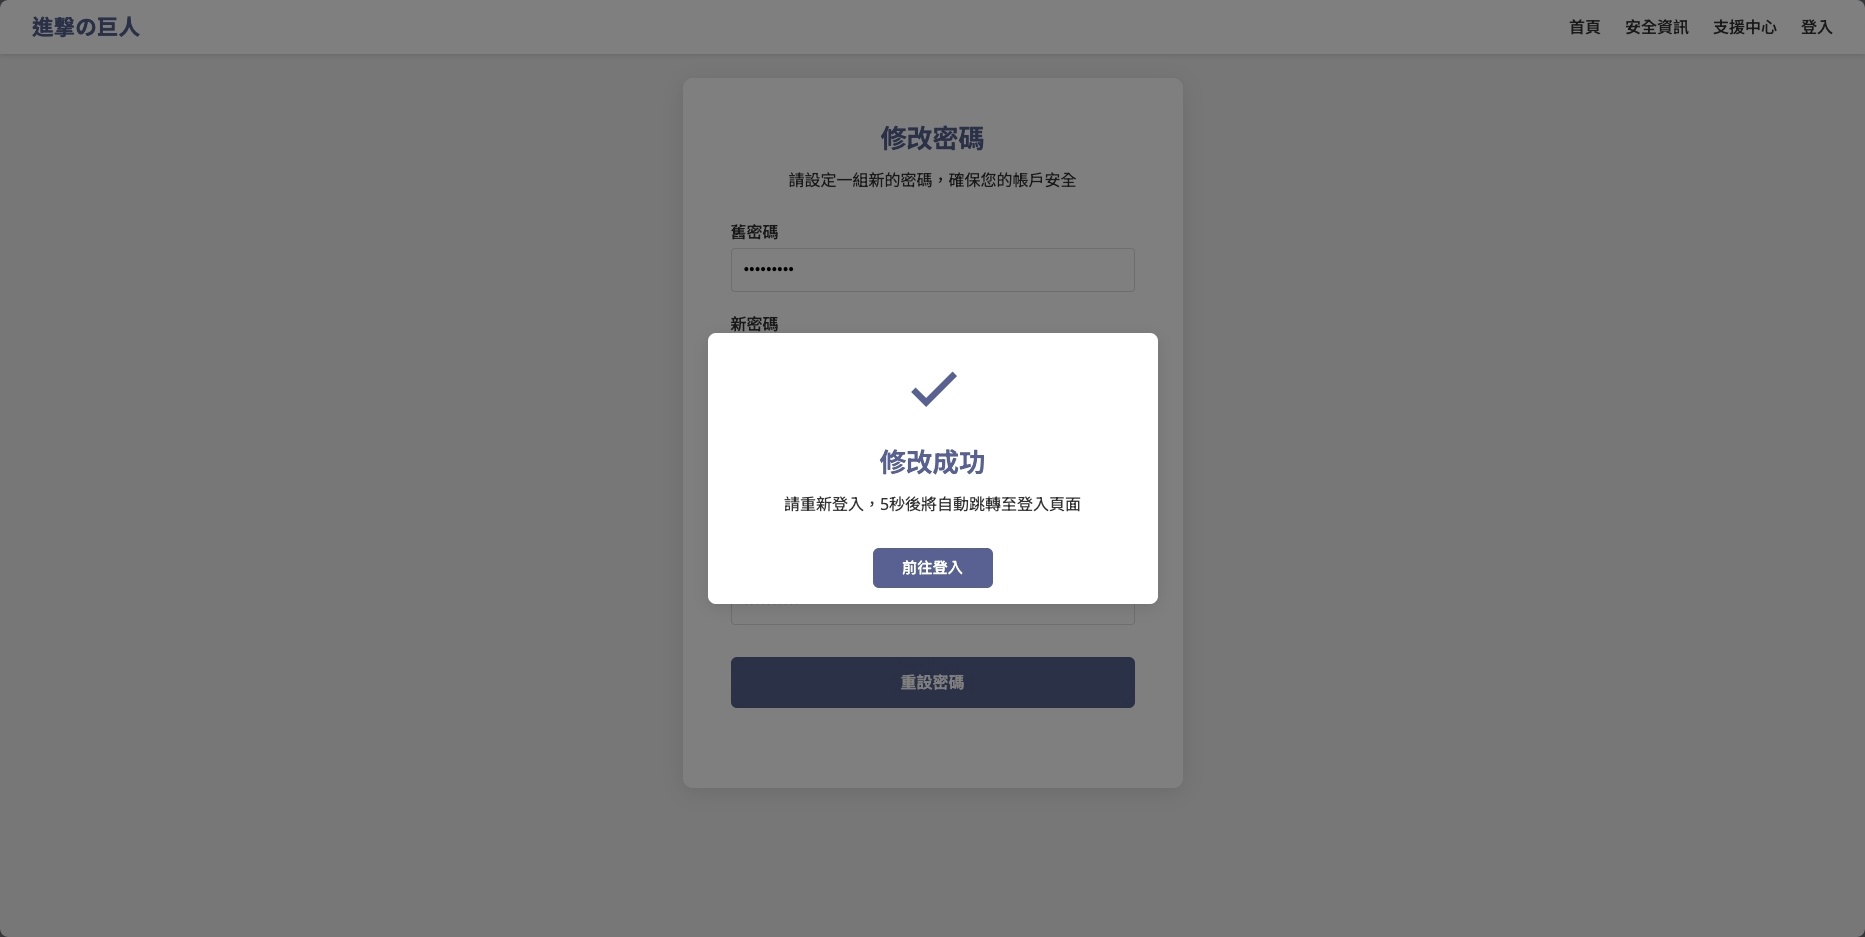 進撃の巨人
首頁 安全資訊 支援中心 登入
修改密碼
請設定一組新的密碼，確保您的帳戶安全
舊密碼
•••••••••
新密碼
修改成功
請重新登入，5秒後將自動跳轉至登入頁面
前往登入
重設密碼